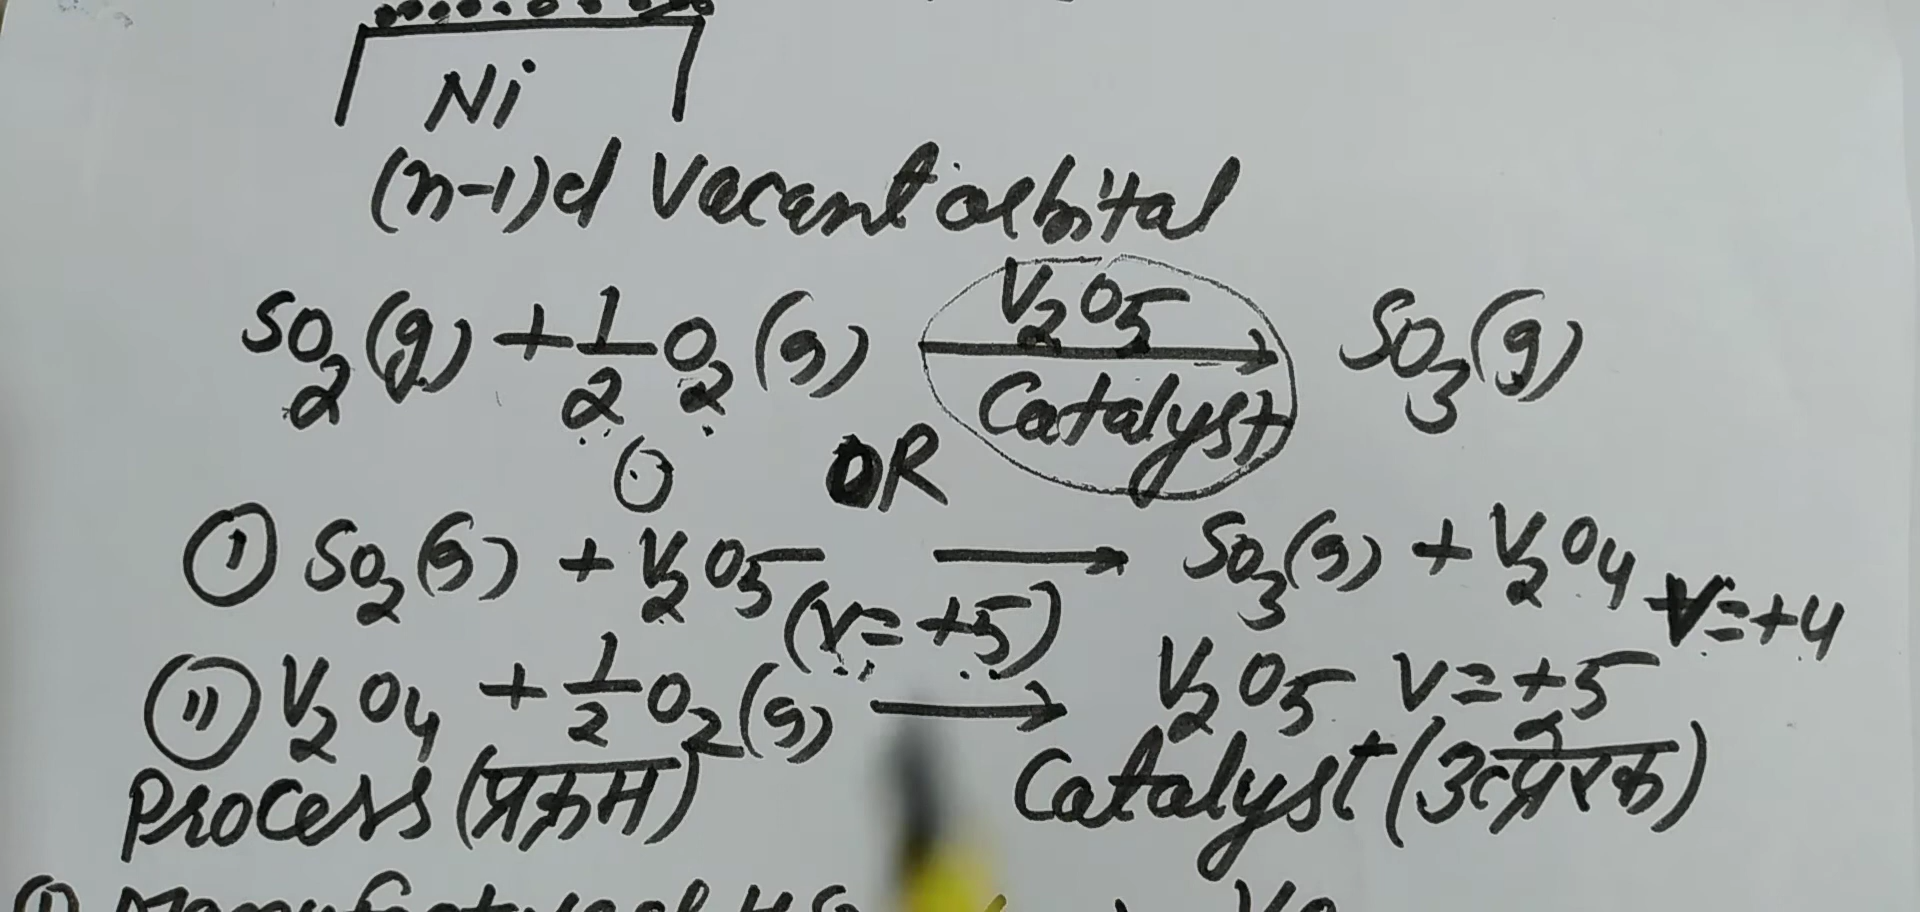 Ni
(n-1)d Vacant orbital
SO2(g) + 1/2 O2(g) V2O5 → Catalyst SO3(g)
OR
(I) SO2(g) + V2O5 (V=+5) → SO3(g) + V2O4 V=+4
(II) V2O4 + 1/2 O2(g) → V2O5 V=+5
Process (प्रक्रम) Catalyst (उत्प्रेरक)